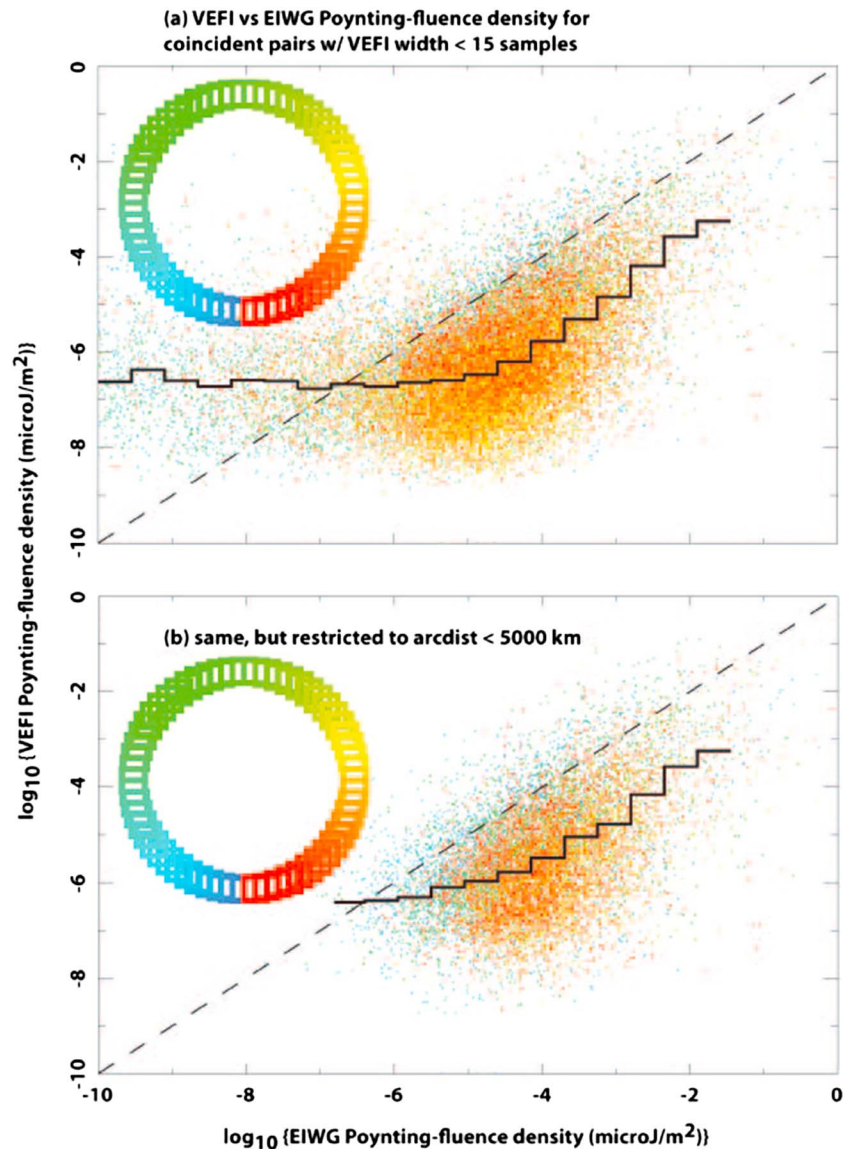 (a) VEFI vs EIWG Poynting-fluence density for
coincident pairs w/ VEFI width < 15 samples
0
-2
-4
-6
-8
-10
log10 {VEFI Poynting-fluence density (microJ/m2)}
0
(b) same, but restricted to arcdist < 5000 km
-2
-4
-6
-8
-10
-10 -8 -6 -4 -2 0
log10 {EIWG Poynting-fluence density (microJ/m2)}